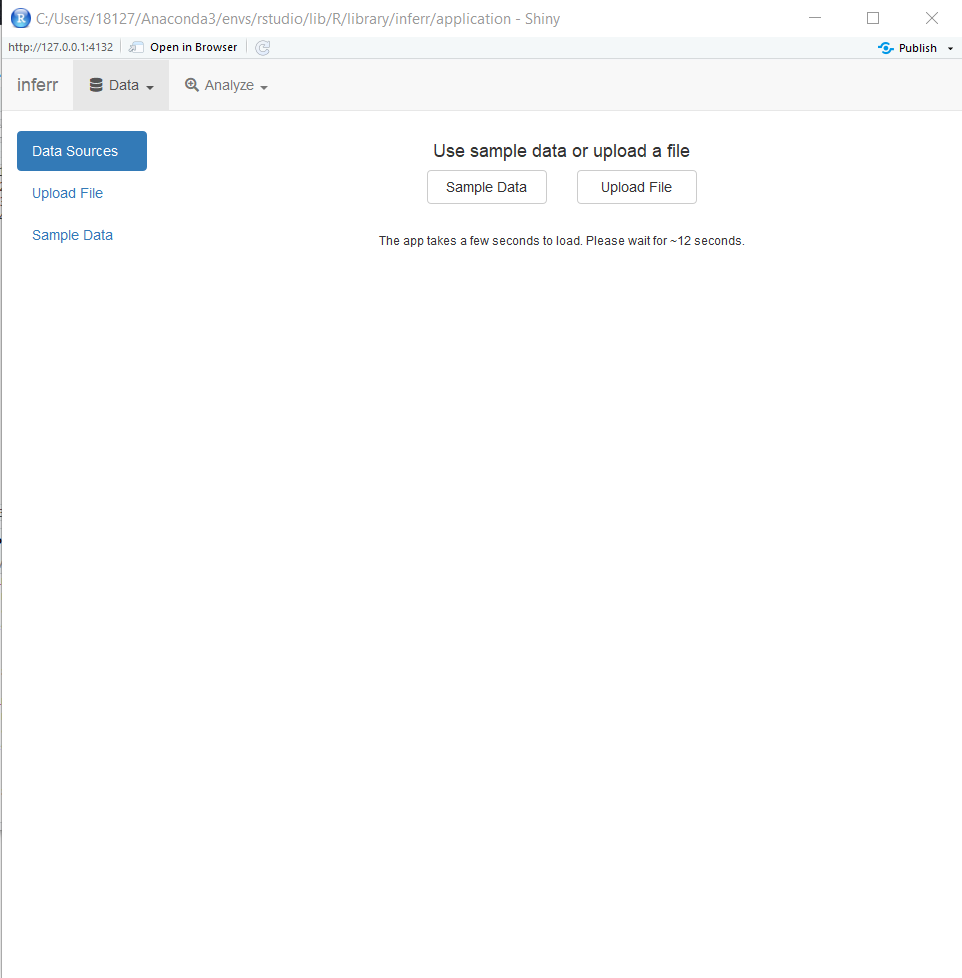 C:/Users/18127/Anaconda3/envs/rstudio/lib/R/library/inferr/application - Shiny
http://127.0.0.1:4132 Open in Browser Publish
inferr Data Analyze
Data Sources
Upload File
Sample Data
Use sample data or upload a file
Sample Data Upload File
The app takes a few seconds to load. Please wait for ~12 seconds.